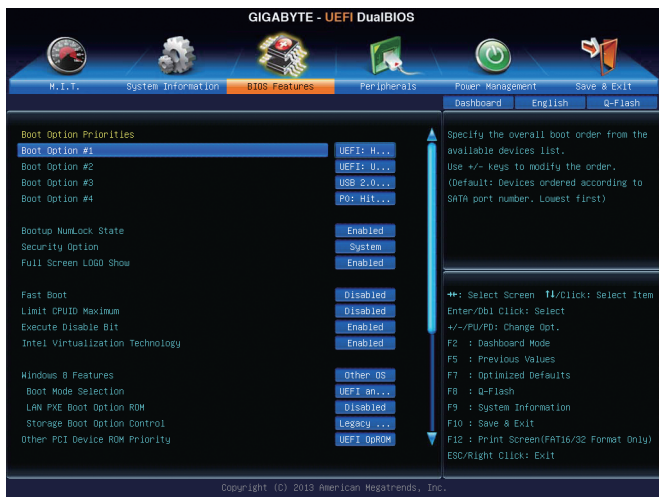 GIGABYTE - UEFI DualBIOS
M.I.T.
System Information
BIOS Features
Peripherals
Power Management
Save & Exit
Dashboard
English
Q-Flash
Boot Option Priorities
Boot Option #1 UEFI: H...
Boot Option #2 UEFI: U...
Boot Option #3 USB 2.0...
Boot Option #4 P0: Hit...
Bootup NumLock State Enabled
Security Option System
Full Screen LOGO Show Enabled
Fast Boot Disabled
Limit CPUID Maximum Disabled
Execute Disable Bit Enabled
Intel Virtualization Technology Enabled
Windows 8 Features Other OS
Boot Mode Selection UEFI an...
LAN PXE Boot Option ROM Disabled
Storage Boot Option Control Legacy ...
Other PCI Device ROM Priority UEFI OpROM
Specify the overall boot order from the
available devices list.
Use +/- keys to modify the order.
(Default: Devices ordered according to
SATA port number. Lowest first)
→←: Select Screen ↑↓/Click: Select Item
Enter/Dbl Click: Select
+/-/PU/PD: Change Opt.
F2 : Dashboard Mode
F5 : Previous Values
F7 : Optimized Defaults
F8 : Q-Flash
F9 : System Information
F10 : Save & Exit
F12 : Print Screen(FAT16/32 Format Only)
ESC/Right Click: Exit
Copyright (C) 2013 American Megatrends, Inc.